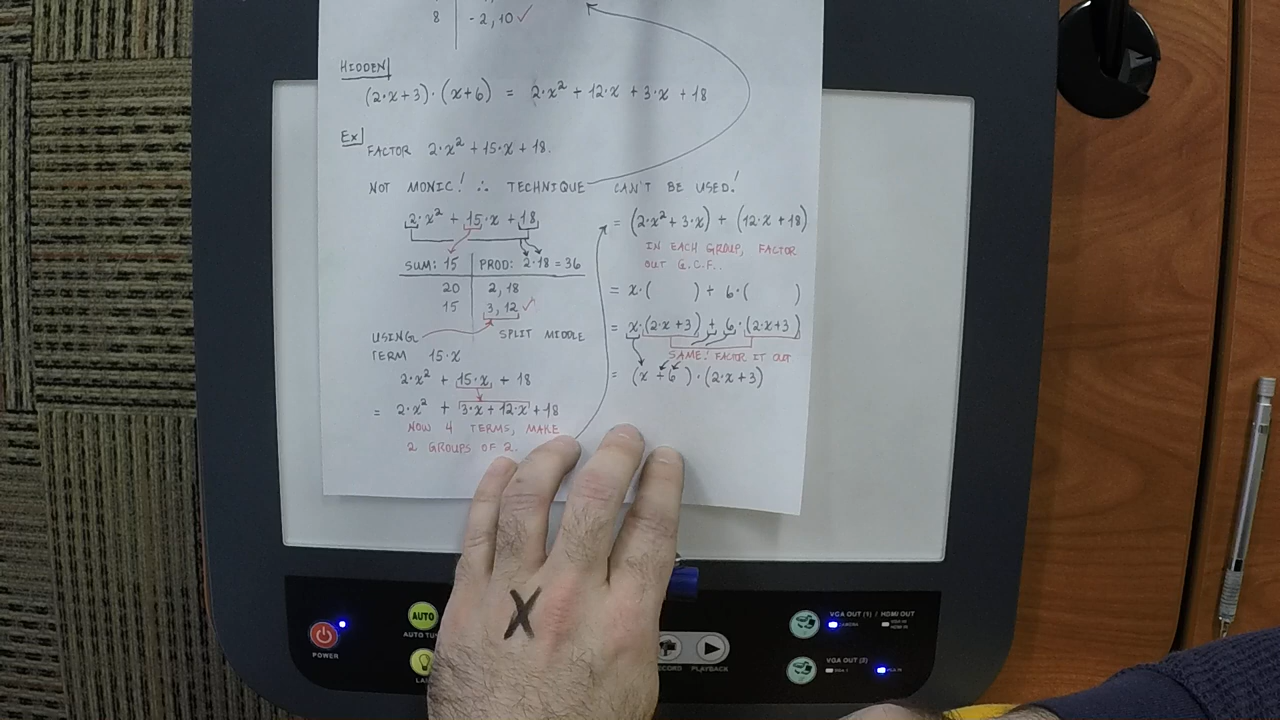 8 -2, 10 ✓
HIDDEN
(2·x+3)·(x+6) = 2·x² + 12·x + 3·x + 18
Ex
FACTOR 2·x² + 15·x + 18.
NOT MONIC! ∴ TECHNIQUE CAN'T BE USED!
2·x² + 15·x + 18
SUM: 15 PROD: 2·18 = 36
20 2, 18
15 3, 12 ✓
USING SPLIT MIDDLE
TERM 15·x
2·x² + 15·x + 18
= 2·x² + 3·x + 12·x + 18
NOW 4 TERMS, MAKE
2 GROUPS OF 2.
= (2·x² + 3·x) + (12·x + 18)
IN EACH GROUP, FACTOR
OUT G.C.F..
= x·( ) + 6·( )
= x·(2·x+3) + 6·(2·x+3)
SAME! FACTOR IT OUT
= (x + 6)·(2·x+3)
X
POWER
AUTO
AUTO TU
LA
RECORD PLAYBACK
VGA OUT (1) / HDMI OUT
CAMERA
VGA OUT (2)